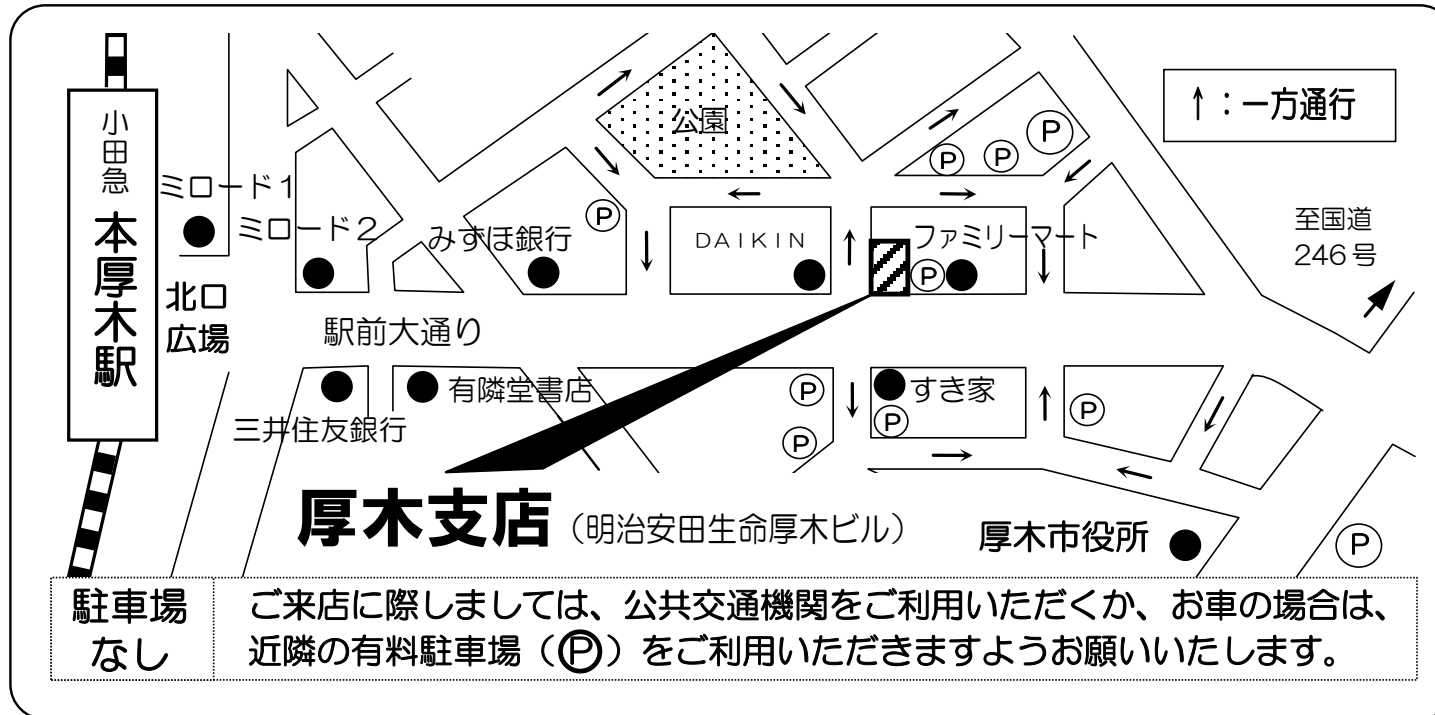 小田急
本厚木駅
ミロード1
ミロード2
北口
広場
みずほ銀行
公園
DAIKIN
ファミリーマート
P
P
P
P
P
↑：一方通行
至国道
246号
駅前大通り
三井住友銀行
有隣堂書店
P
P
すき家
P
P
厚木支店（明治安田生命厚木ビル）
厚木市役所
P
駐車場
なし
ご来店に際しましては、公共交通機関をご利用いただくか、お車の場合は、
近隣の有料駐車場（Ⓟ）をご利用いただきますようお願いいたします。